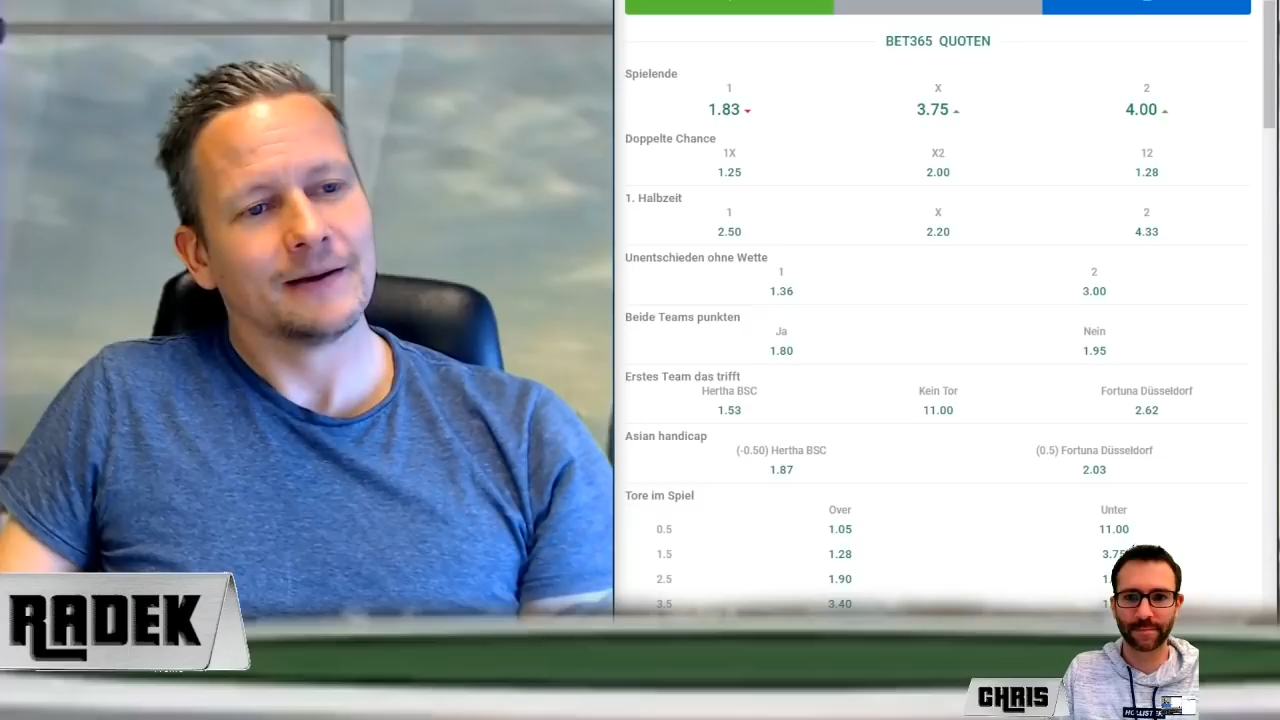 BET365 QUOTEN
Spielende
1 X 2
1.83 3.75 4.00
Doppelte Chance
1X X2 12
1.25 2.00 1.28
1. Halbzeit
1 X 2
2.50 2.20 4.33
Unentschieden ohne Wette
1 2
1.36 3.00
Beide Teams punkten
Ja Nein
1.80 1.95
Erstes Team das trifft
Hertha BSC Kein Tor Fortuna Düsseldorf
1.53 11.00 2.62
Asian handicap
(-0.50) Hertha BSC (0.5) Fortuna Düsseldorf
1.87 2.03
Tore im Spiel
Over Unter
0.5 1.05 11.00
1.5 1.28 3.75
2.5 1.90
3.5 3.40
RADEK
CHRIS
HOLLISTER